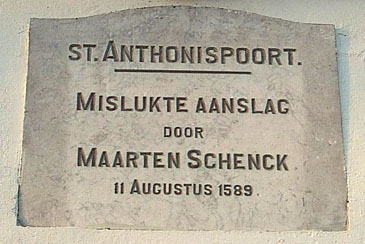 ST. ANTHONISPOORT.
MISLUKTE AANSLAG
DOOR
MAARTEN SCHENCK
11 AUGUSTUS 1589